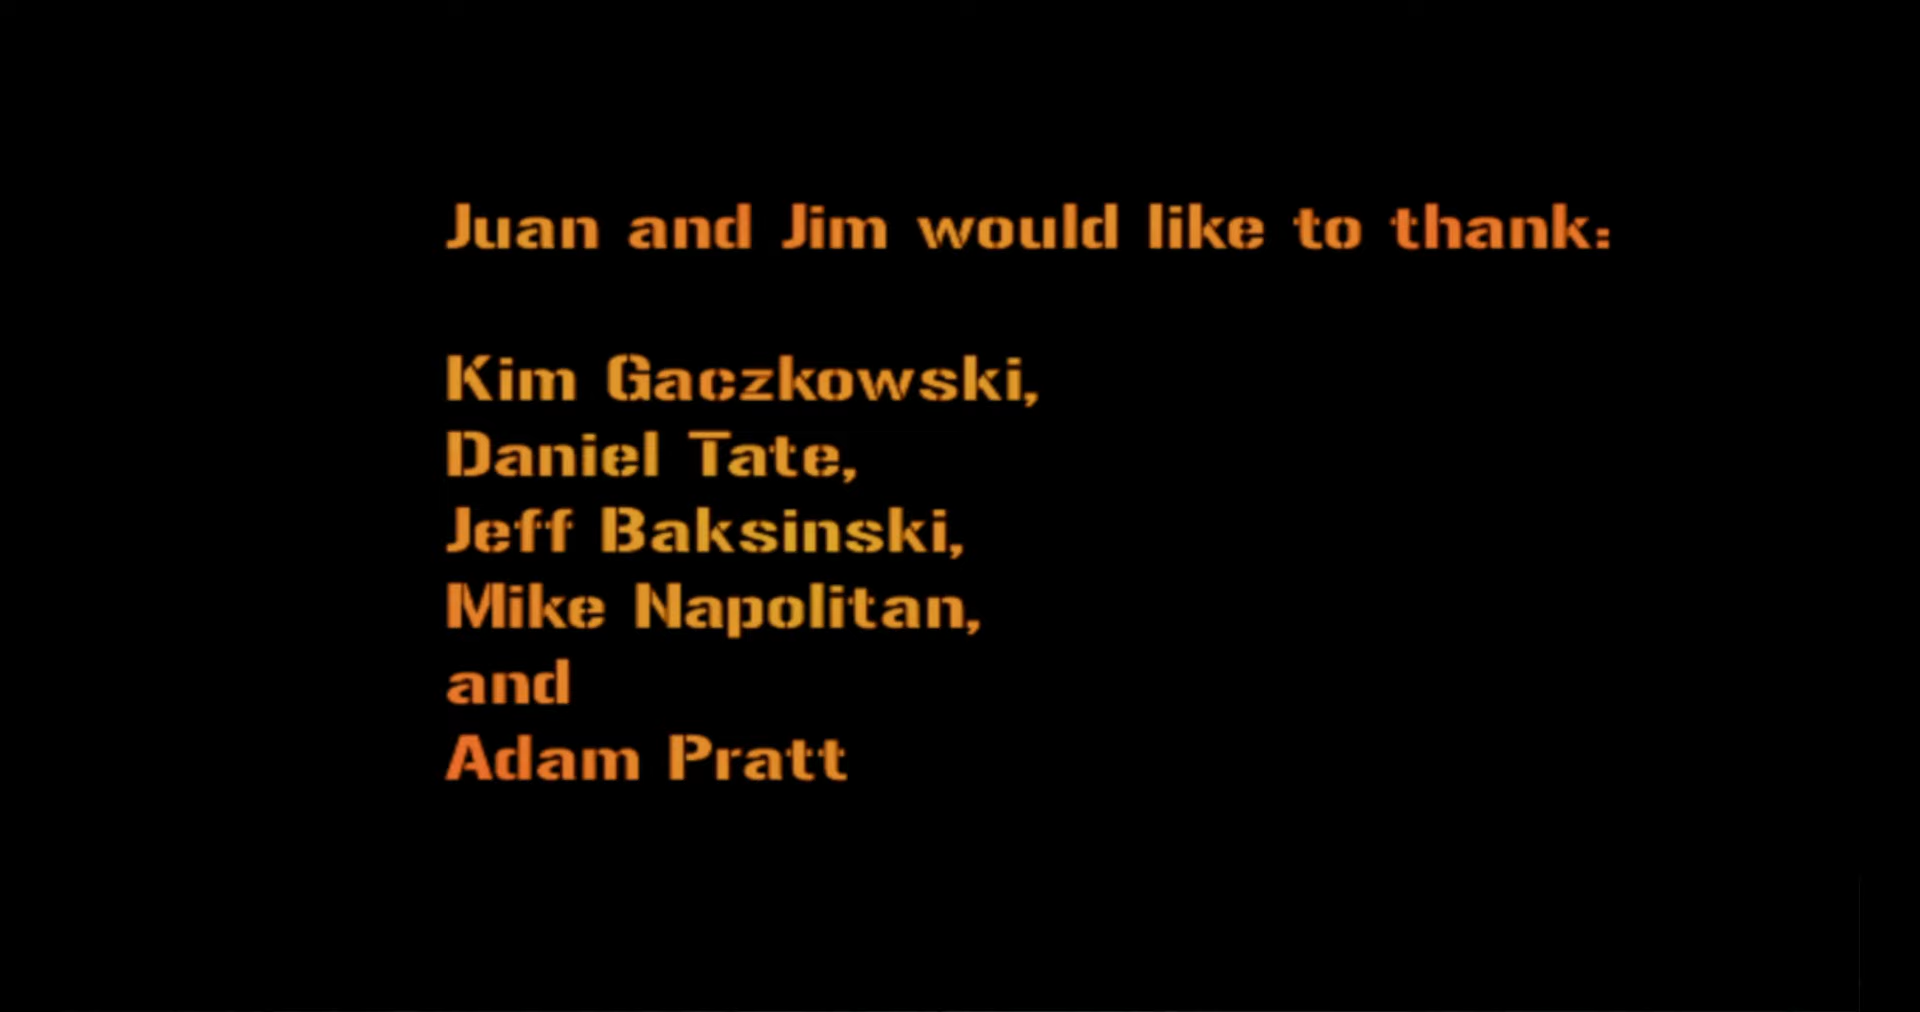 Juan and Jim would like to thank:
Kim Gaczkowski,
Daniel Tate,
Jeff Baksinski,
Mike Napolitan,
and
Adam Pratt